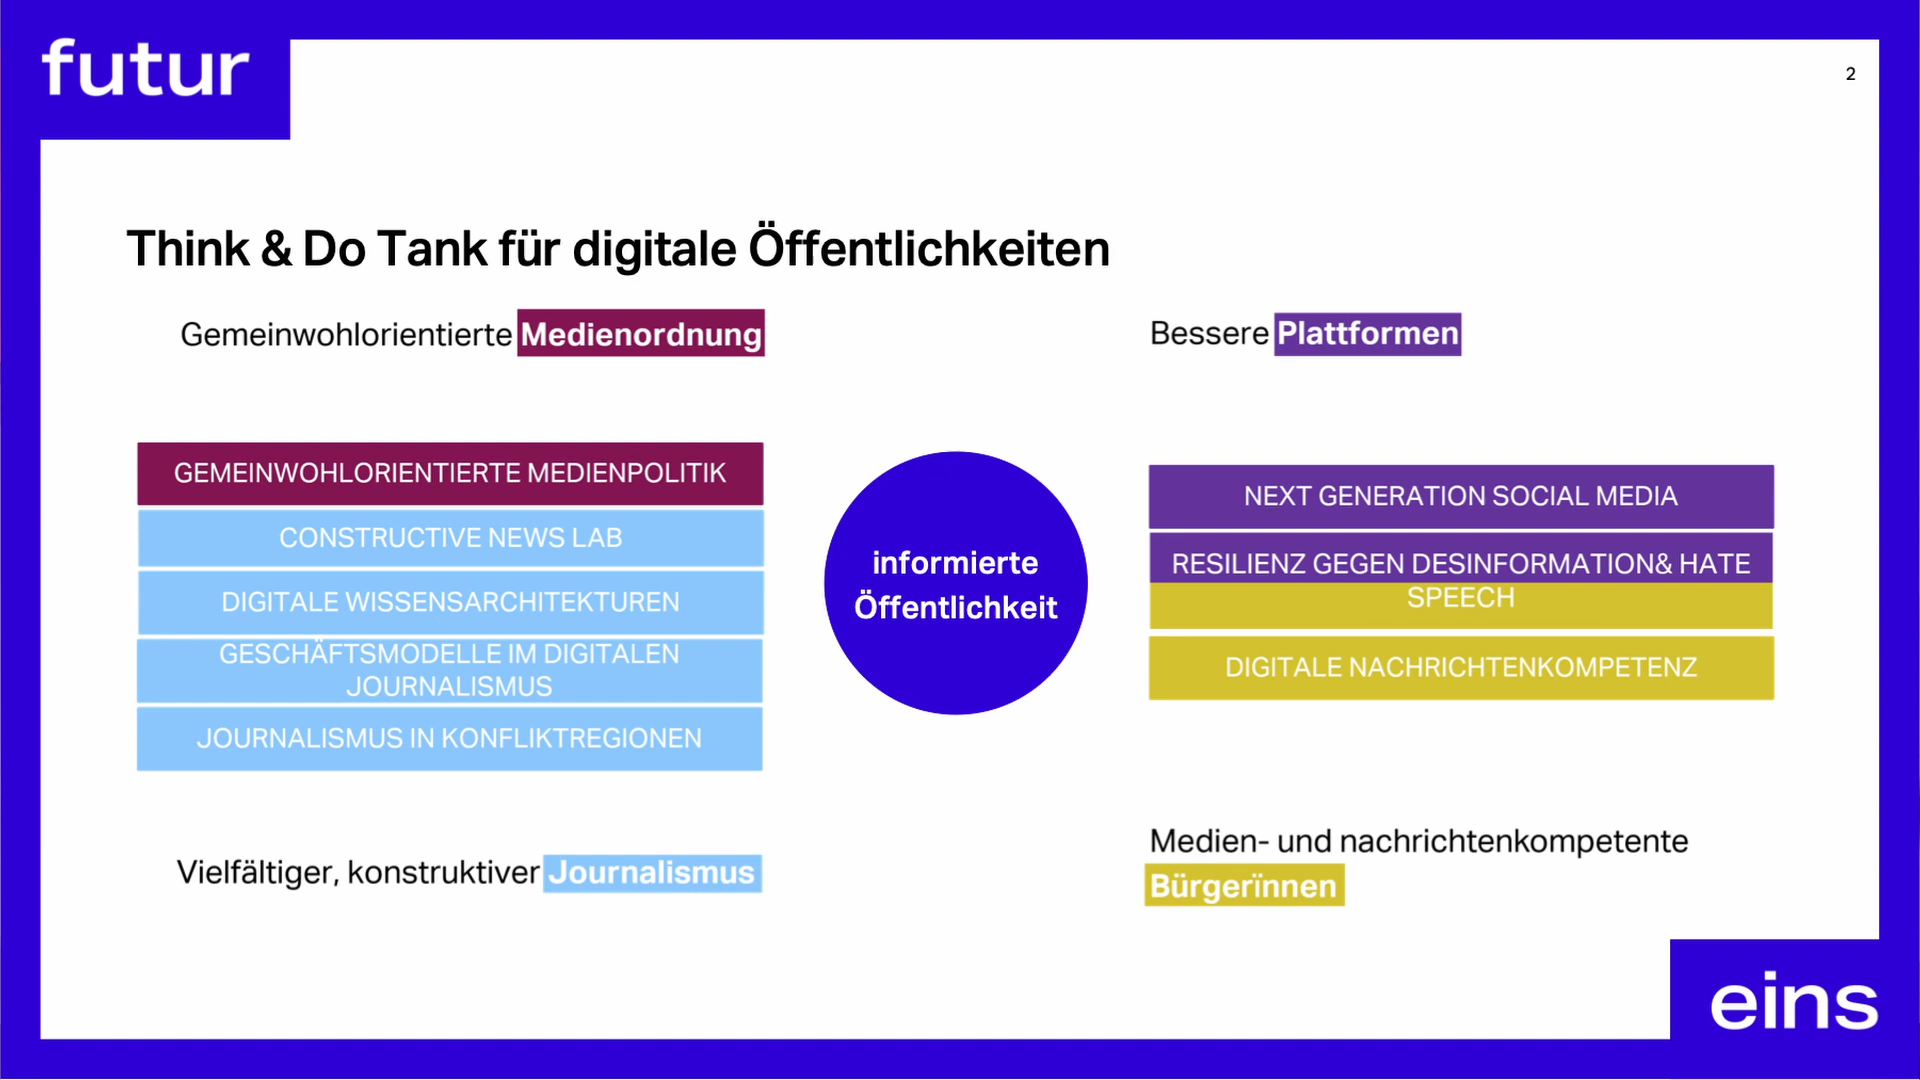 futur
2
Think & Do Tank für digitale Öffentlichkeiten
Gemeinwohlorientierte Medienordnung
GEMEINWOHLORIENTIERTE MEDIENPOLITIK
CONSTRUCTIVE NEWS LAB
DIGITALE WISSENSARCHITEKTUREN
GESCHÄFTSMODELLE IM DIGITALEN
JOURNALISMUS
JOURNALISMUS IN KONFLIKTREGIONEN
Vielfältiger, konstruktiver Journalismus
informierte
Öffentlichkeit
Bessere Plattformen
NEXT GENERATION SOCIAL MEDIA
RESILIENZ GEGEN DESINFORMATION& HATE
SPEECH
DIGITALE NACHRICHTENKOMPETENZ
Medien- und nachrichtenkompetente
Bürgerïnnen
eins